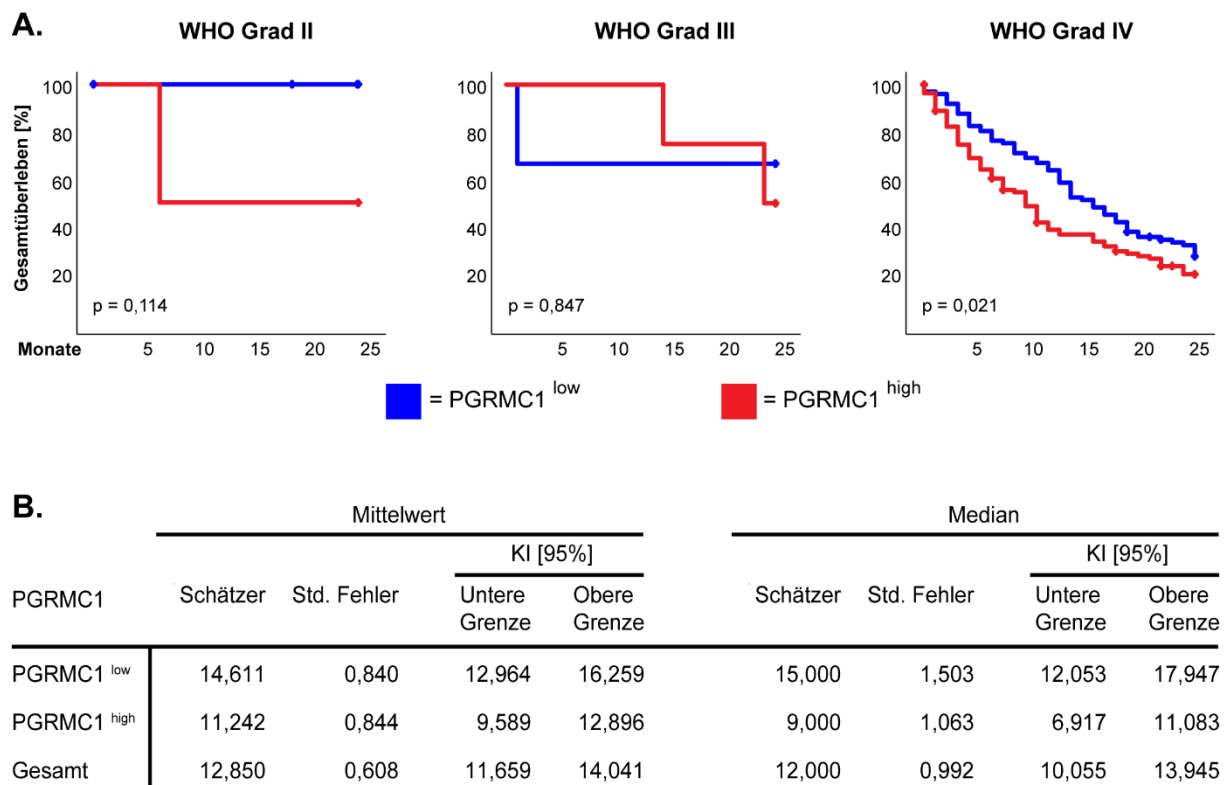 A.
WHO Grad II
WHO Grad III
WHO Grad IV
Gesamtüberleben [%]
100
80
60
40
20
p = 0,114
Monate
5 10 15 20 25
100
80
60
40
20
p = 0,847
5 10 15 20 25
100
80
60
40
20
p = 0,021
5 10 15 20 25
= PGRMC1 low
= PGRMC1 high
B.
Mittelwert Median
KI [95%] KI [95%]
PGRMC1 Schätzer Std. Fehler Untere Grenze Obere Grenze Schätzer Std. Fehler Untere Grenze Obere Grenze
PGRMC1 low 14,611 0,840 12,964 16,259 15,000 1,503 12,053 17,947
PGRMC1 high 11,242 0,844 9,589 12,896 9,000 1,063 6,917 11,083
Gesamt 12,850 0,608 11,659 14,041 12,000 0,992 10,055 13,945